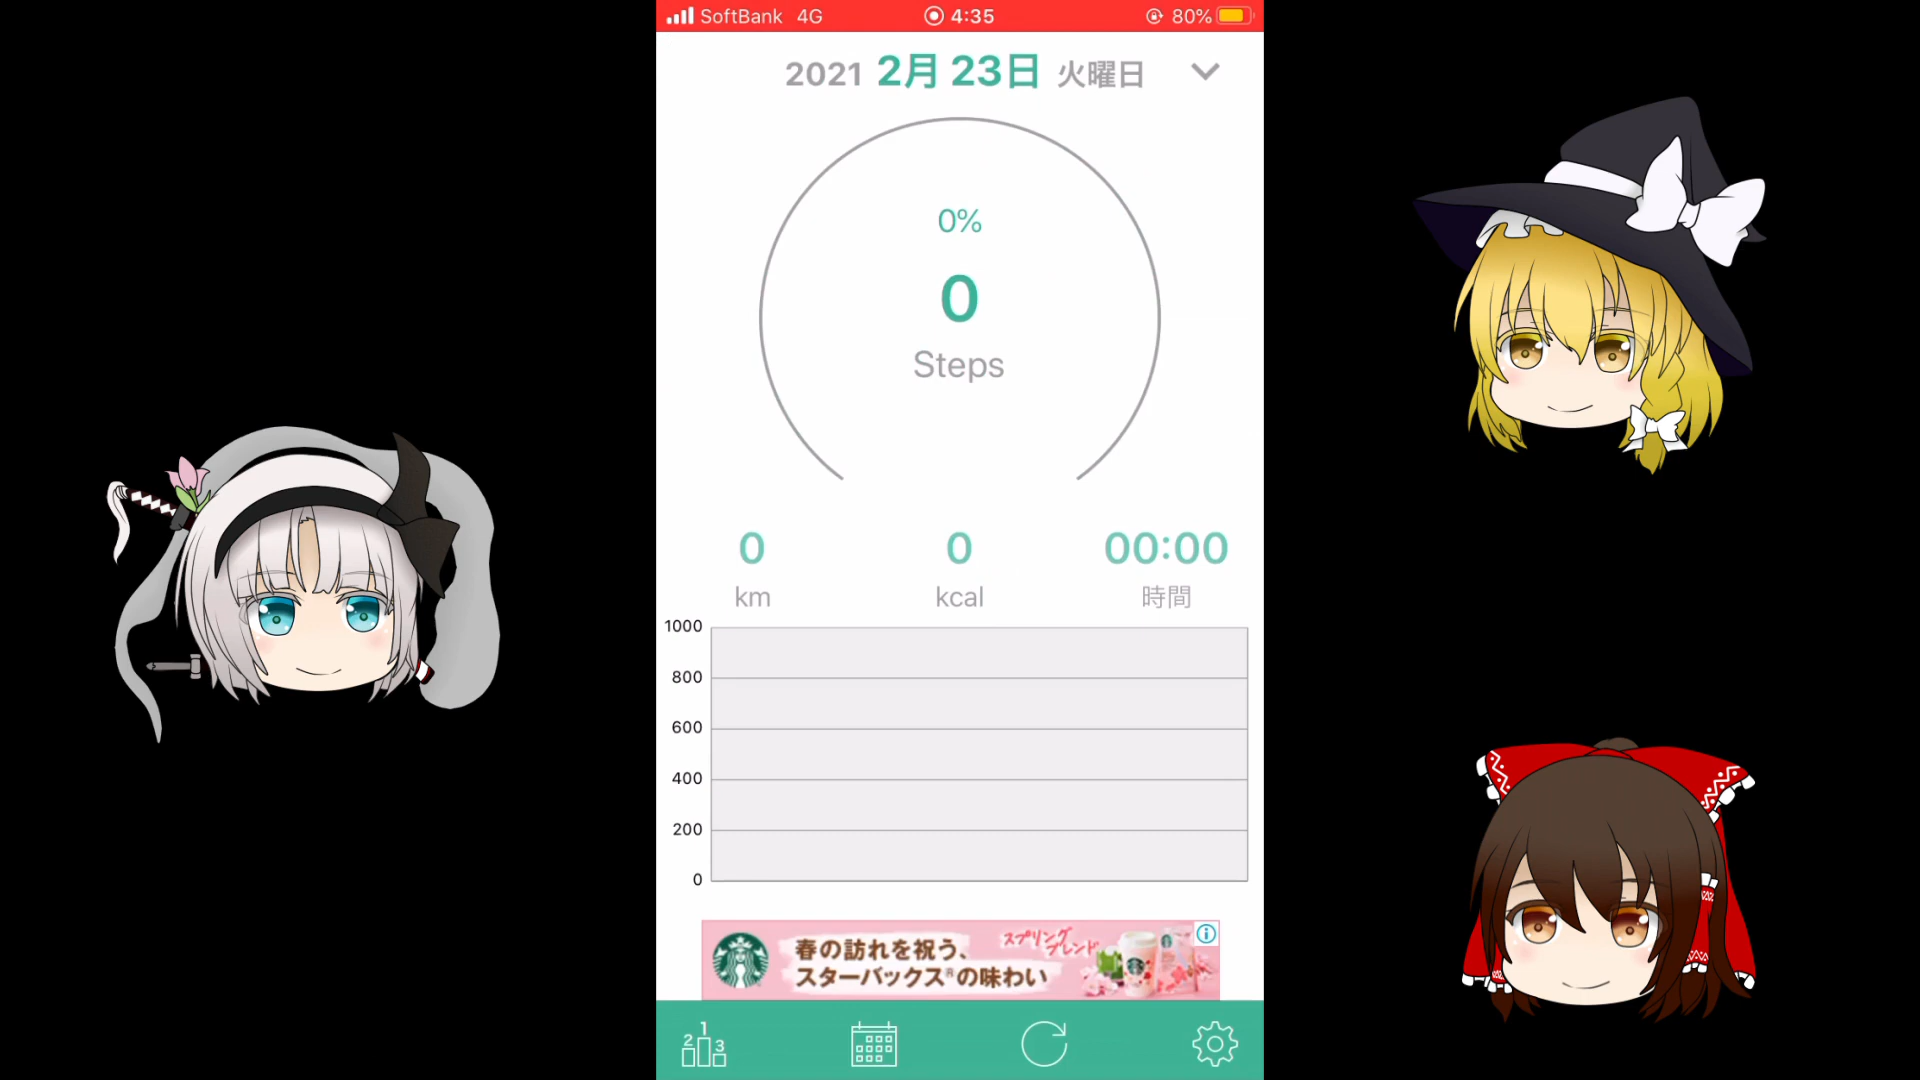 SoftBank 4G 4:35 80%
2021 2月 23日 火曜日
0%
0
Steps
0 0 00:00
km kcal 時間
1000
800
600
400
200
0
春の訪れを祝う、
スターバックス®の味わい
スプリング
ブレンド
1
2 3